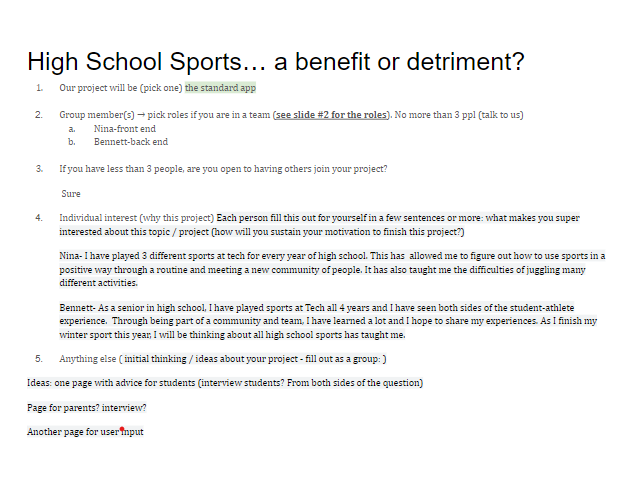 High School Sports… a benefit or detriment?
1. Our project will be (pick one) the standard app
2. Group member(s) → pick roles if you are in a team (see slide #2 for the roles). No more than 3 ppl (talk to us)
a. Nina-front end
b. Bennett-back end
3. If you have less than 3 people, are you open to having others join your project?
Sure
4. Individual interest (why this project) Each person fill this out for yourself in a few sentences or more: what makes you super
interested about this topic / project (how will you sustain your motivation to finish this project?)
Nina- I have played 3 different sports at tech for every year of high school. This has allowed me to figure out how to use sports in a
positive way through a routine and meeting a new community of people. It has also taught me the difficulties of juggling many
different activities.
Bennett- As a senior in high school, I have played sports at Tech all 4 years and I have seen both sides of the student-athlete
experience. Through being part of a community and team, I have learned a lot and I hope to share my experiences. As I finish my
winter sport this year, I will be thinking about all high school sports has taught me.
5. Anything else ( initial thinking / ideas about your project - fill out as a group: )
Ideas: one page with advice for students (interview students? From both sides of the question)
Page for parents? interview?
Another page for user input